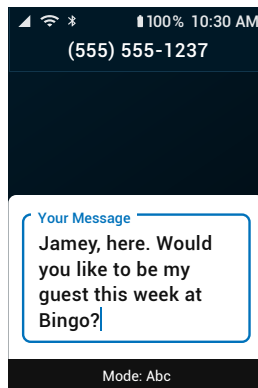 100% 10:30 AM
(555) 555-1237
Your Message
Jamey, here. Would
you like to be my
guest this week at
Bingo?
Mode: Abc